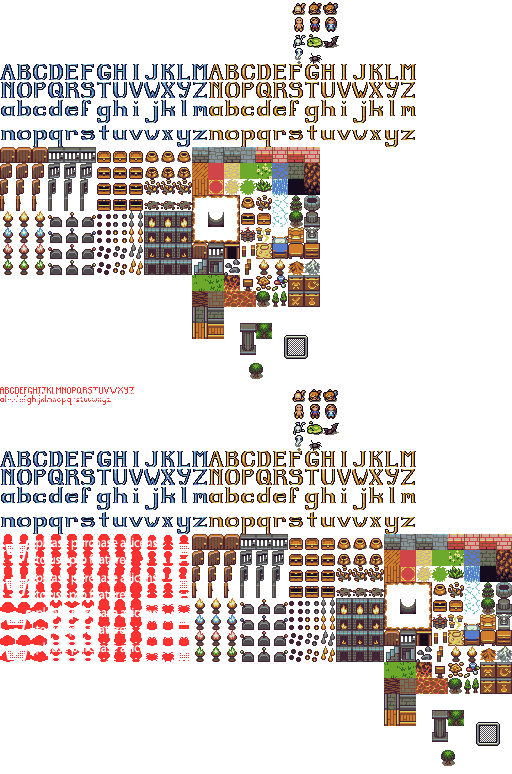 ABCDEFGHIJKLMABCDEFGHIJKLM
NOPQRSTUVWXYZNOPQRSTUVWXYZ
abcdefghijklmabcdefghijklm
nopqrstuvwxyznopqrstuvwxyz
ABCDEFGHIJKLMNOPQRSTUVWXYZ
abcdefghijklmnopqrstuvwxyz
ABCDEFGHIJKLMABCDEFGHIJKLM
NOPQRSTUVWXYZNOPQRSTUVWXYZ
abcdefghijklmabcdefghijklm
nopqrstuvwxyznopqrstuvwxyz